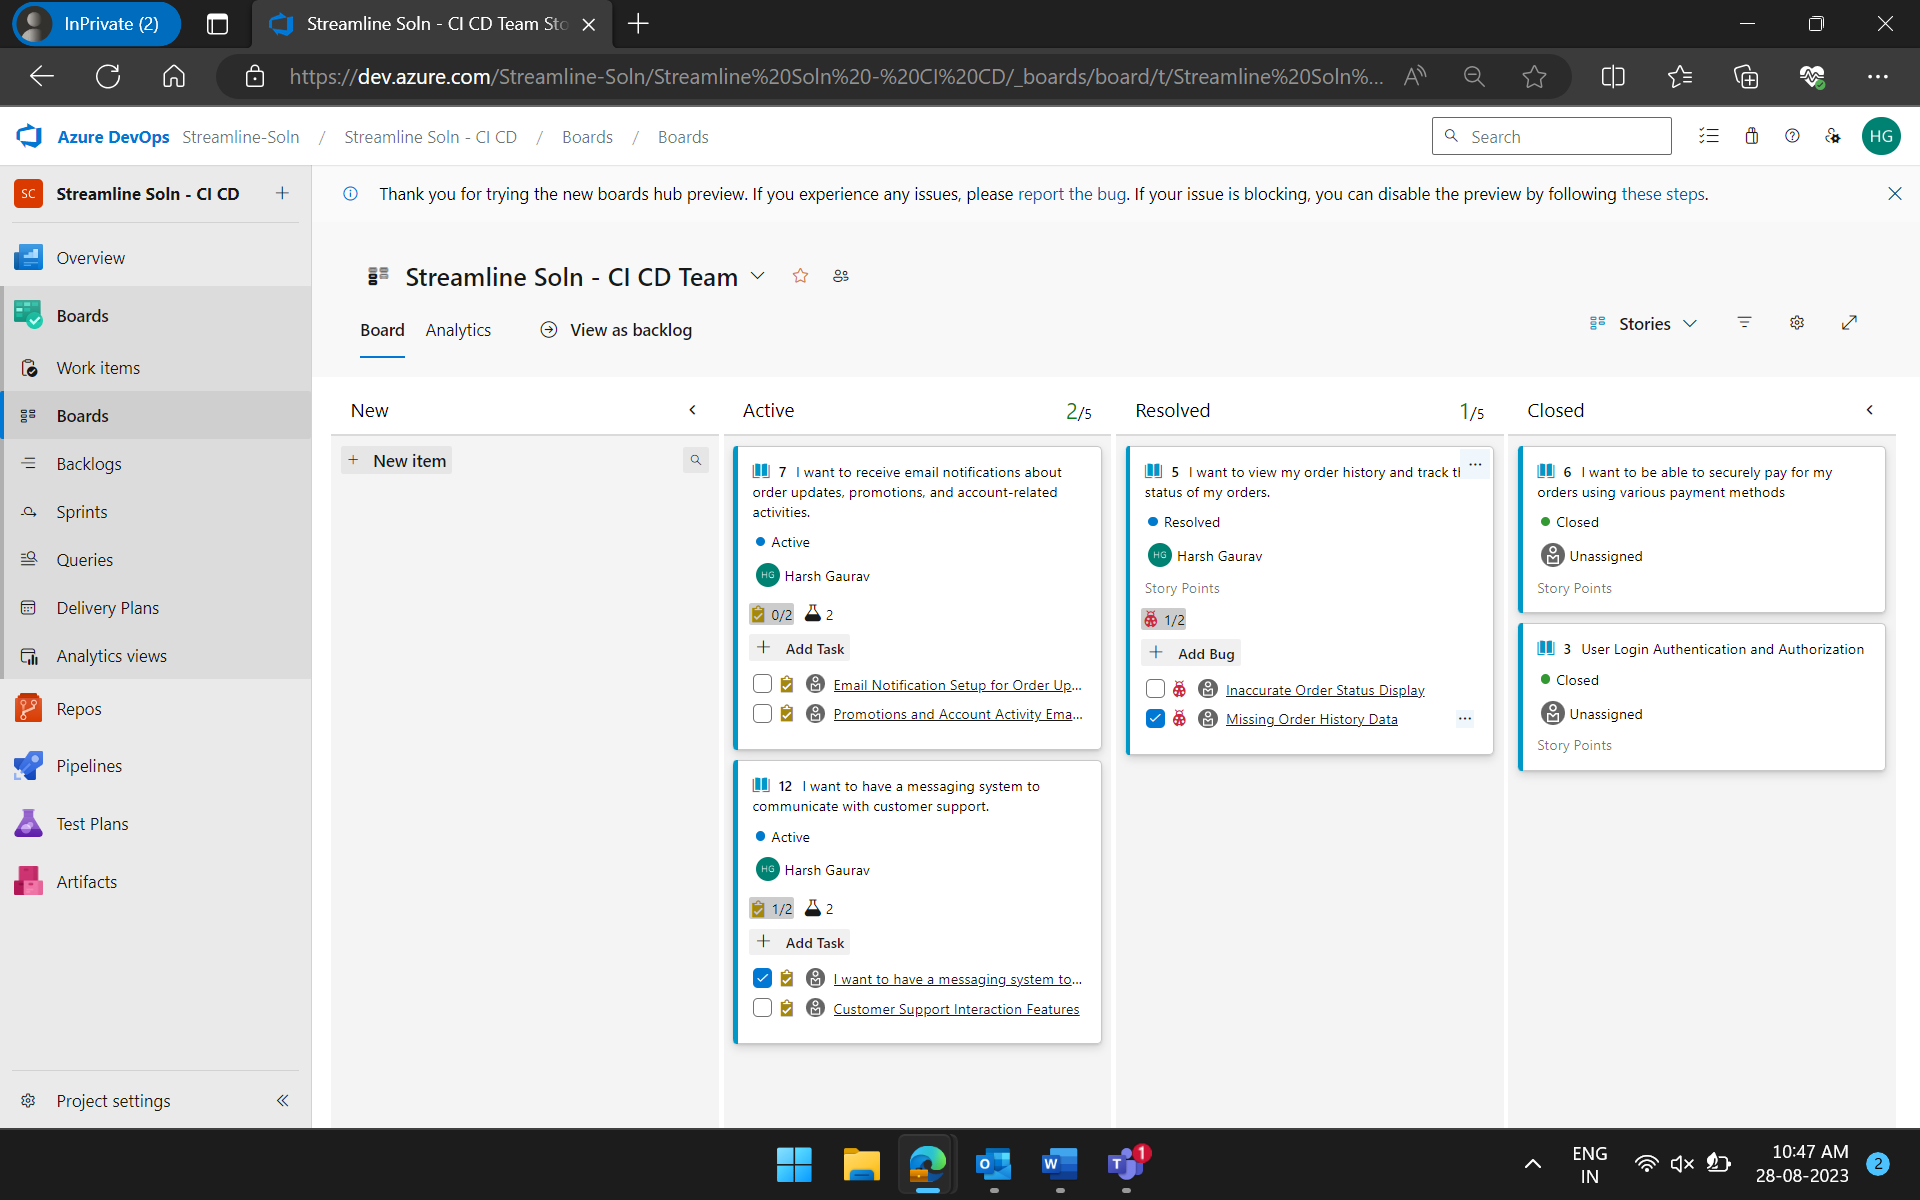 InPrivate (2)
Streamline Soln - CI CD Team Sto
https://dev.azure.com/Streamline-Soln/Streamline%20Soln%20-%20CI%20CD/_boards/board/t/Streamline%20Soln%...
Azure DevOps Streamline-Soln / Streamline Soln - CI CD / Boards / Boards
Search
HG
SC Streamline Soln - CI CD
Overview
Boards
Work items
Boards
Backlogs
Sprints
Queries
Delivery Plans
Analytics views
Repos
Pipelines
Test Plans
Artifacts
Project settings
Thank you for trying the new boards hub preview. If you experience any issues, please report the bug. If your issue is blocking, you can disable the preview by following these steps.
Streamline Soln - CI CD Team
Board Analytics View as backlog
Stories
New
New item
Active 2/5
7 I want to receive email notifications about
order updates, promotions, and account-related
activities.
Active
HG Harsh Gaurav
0/2 2
Add Task
Email Notification Setup for Order Up...
Promotions and Account Activity Ema...
12 I want to have a messaging system to
communicate with customer support.
Active
HG Harsh Gaurav
1/2 2
Add Task
I want to have a messaging system to...
Customer Support Interaction Features
Resolved 1/5
5 I want to view my order history and track t
status of my orders.
Resolved
HG Harsh Gaurav
Story Points
1/2
Add Bug
Inaccurate Order Status Display
Missing Order History Data
Closed
6 I want to be able to securely pay for my
orders using various payment methods
Closed
Unassigned
Story Points
3 User Login Authentication and Authorization
Closed
Unassigned
Story Points
1
ENG
IN
10:47 AM
28-08-2023
2